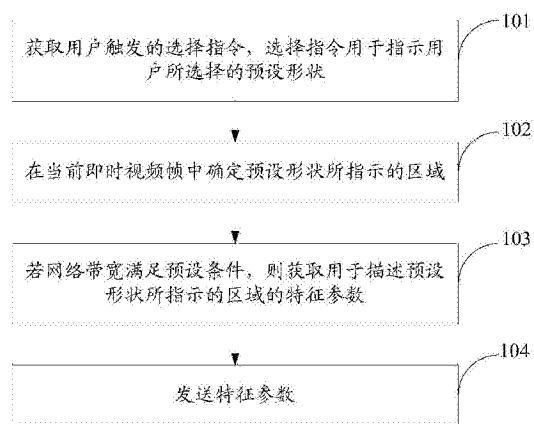 101
获取用户触发的选择指令，选择指令用于指示用
户所选择的预设形状
102
在当前即时视频帧中确定预设形状所指示的区域
103
若网络带宽满足预设条件，则获取用于描述预设
形状所指示的区域的特征参数
104
发送特征参数